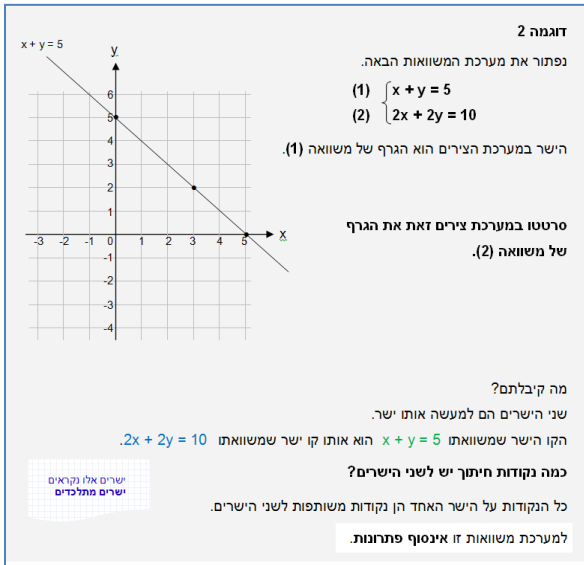 דוגמה 2
נפתור את מערכת המשוואות הבאה.
(1) x + y = 5
(2) 2x + 2y = 10
הישר במערכת הצירים הוא הגרף של משוואה (1).
סרטטו במערכת צירים זאת את הגרף
של משוואה (2).
x + y = 5
y
6
5
4
3
2
1
-3 -2 -1 0 1 2 3 4 5 x
-1
-2
-3
-4
מה קיבלתם?
שני הישרים הם למעשה אותו ישר.
הקו הישר שמשוואתו x + y = 5 הוא אותו קו ישר שמשוואתו 2x + 2y = 10.
כמה נקודות חיתוך יש לשני הישרים?
ישרים אלו נקראים
ישרים מתלכדים
כל הנקודות על הישר האחד הן נקודות משותפות לשני הישרים.
למערכת משוואות זו אינסוף פתרונות.